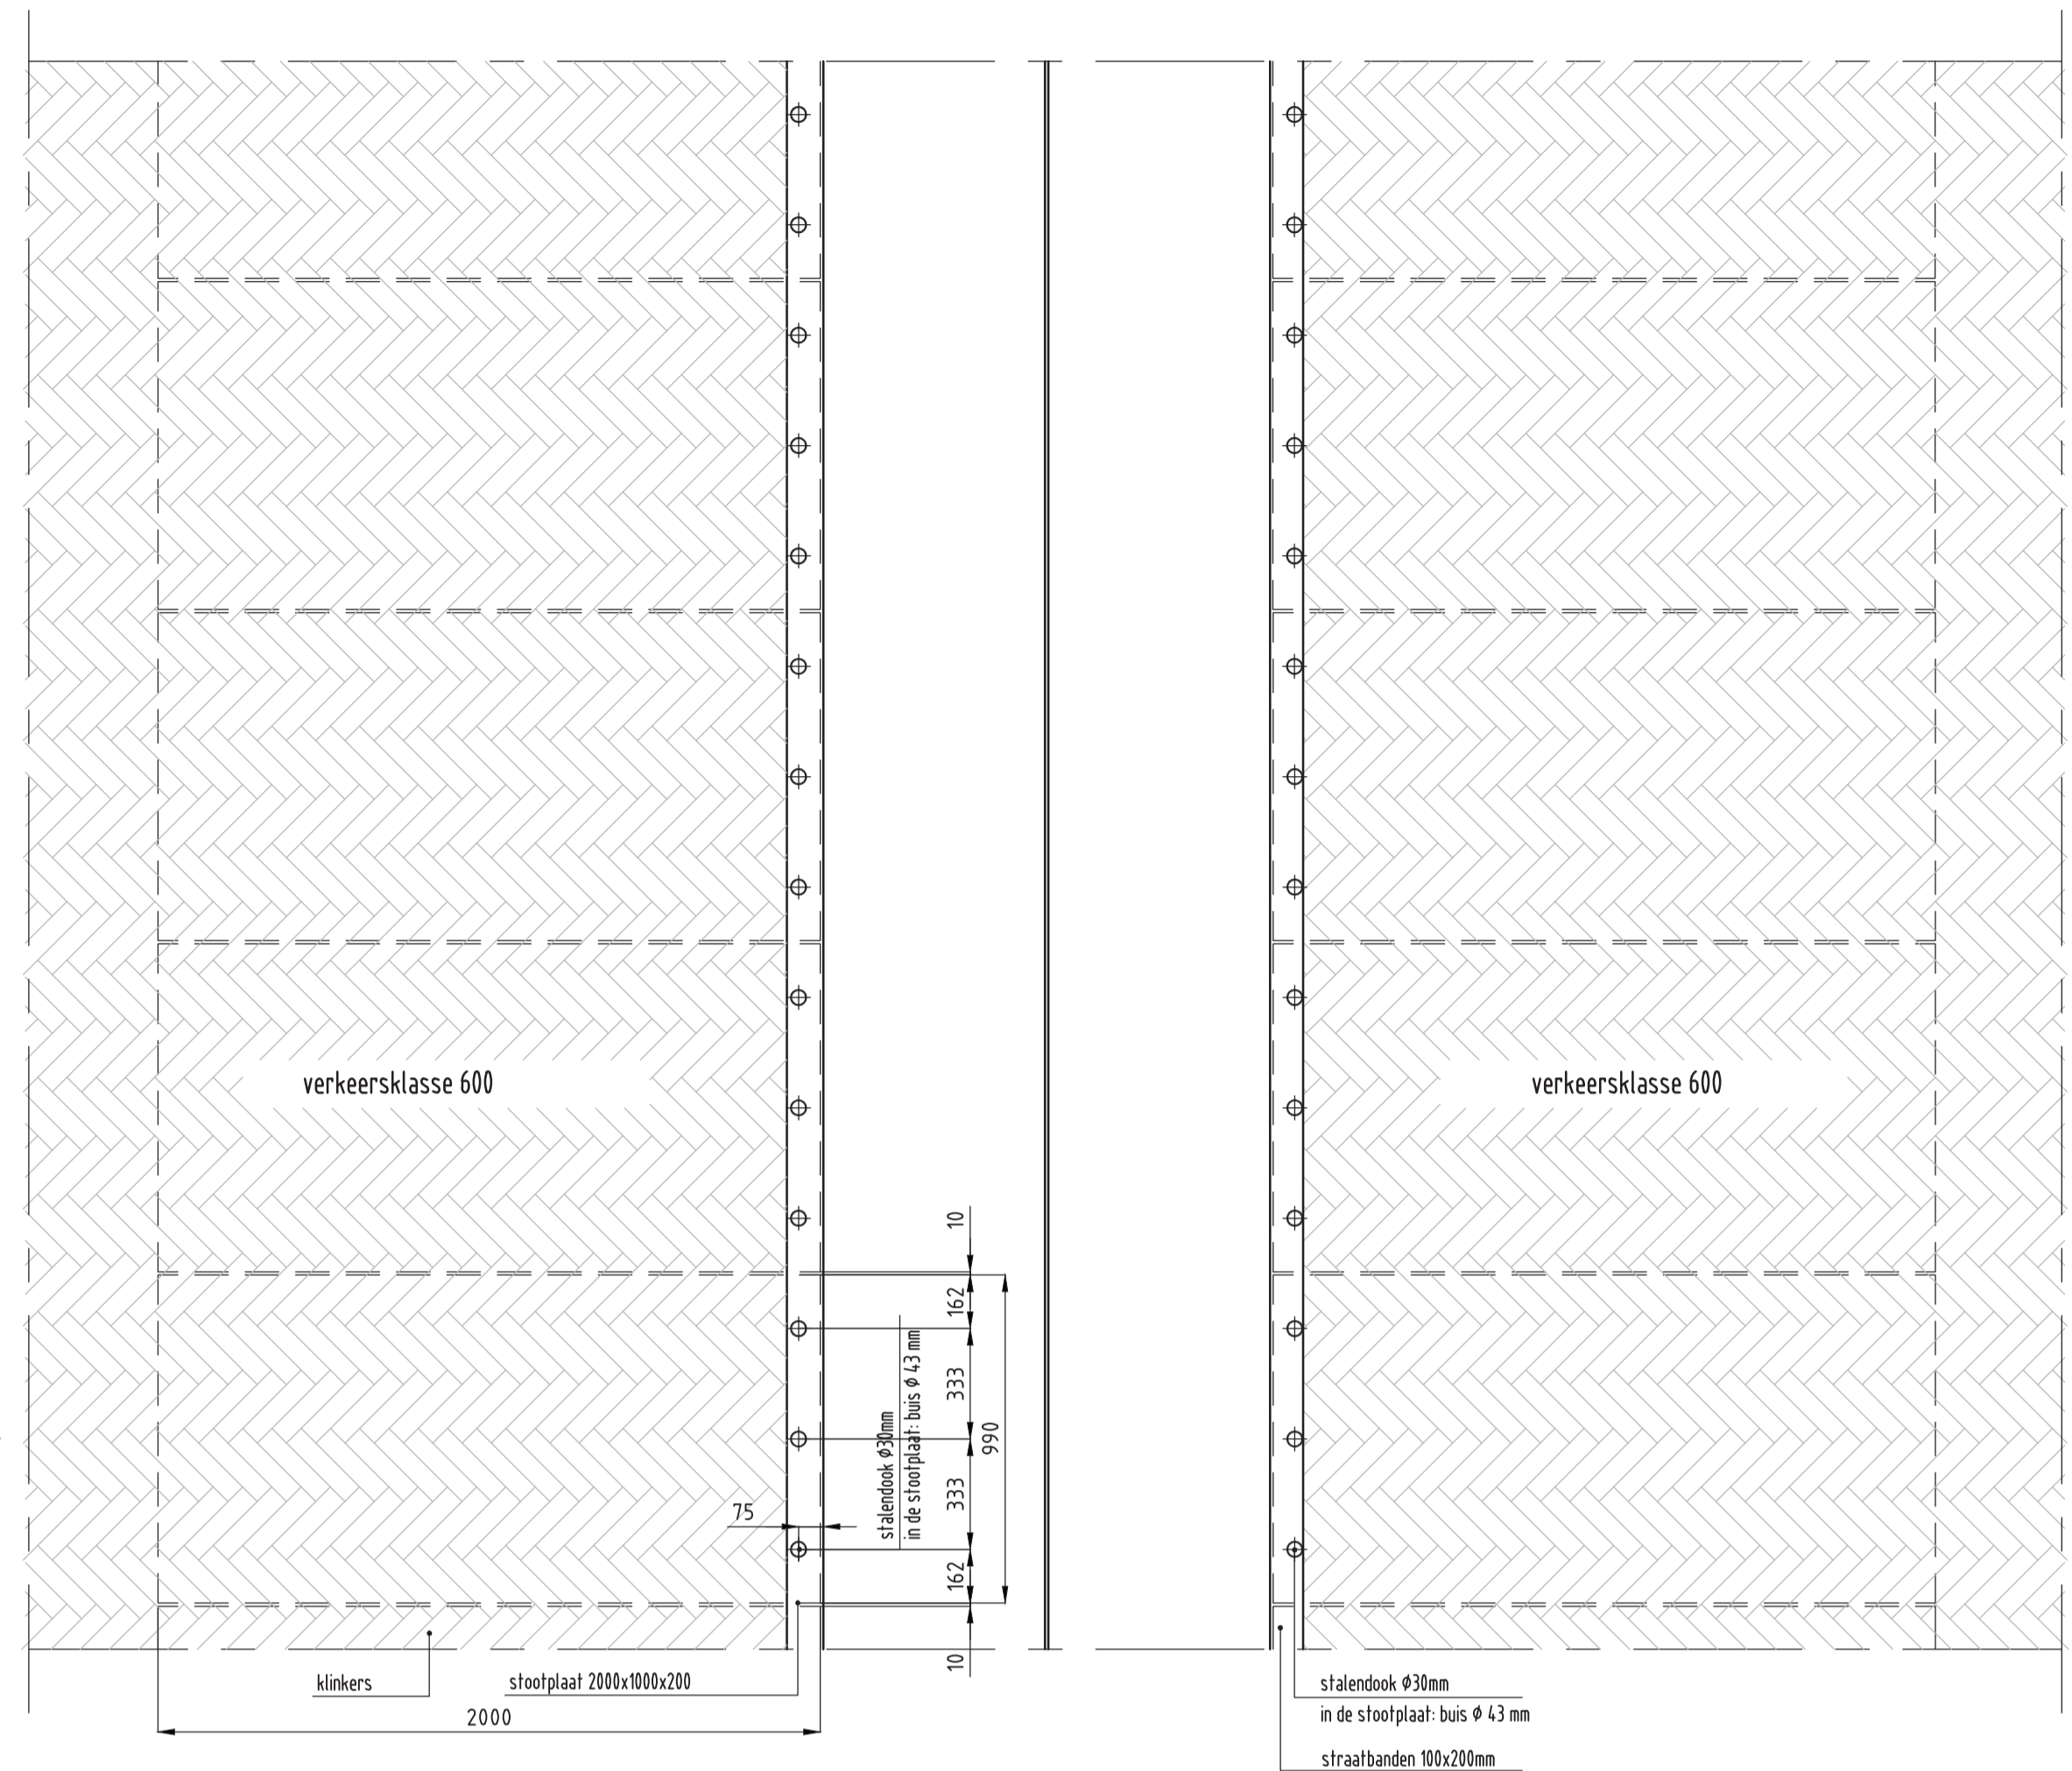 verkeersklasse 600
verkeersklasse 600
10
162
333
990
333
162
10
75
stalendook Ø30mm
in de stootplaat: buis Ø 43 mm
klinkers
stootplaat 2000x1000x200
2000
stalendook Ø30mm
in de stootplaat: buis Ø 43 mm
straatbanden 100x200mm